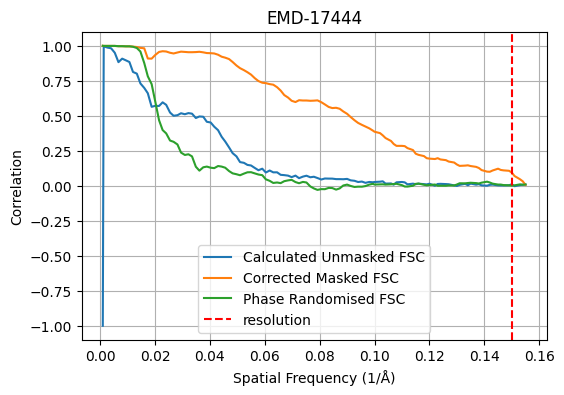 EMD-17444
1.00
0.75
0.50
0.25
0.00
−0.25
−0.50
−0.75
−1.00
Correlation
Calculated Unmasked FSC
Corrected Masked FSC
Phase Randomised FSC
resolution
0.00 0.02 0.04 0.06 0.08 0.10 0.12 0.14 0.16
Spatial Frequency (1/Å)